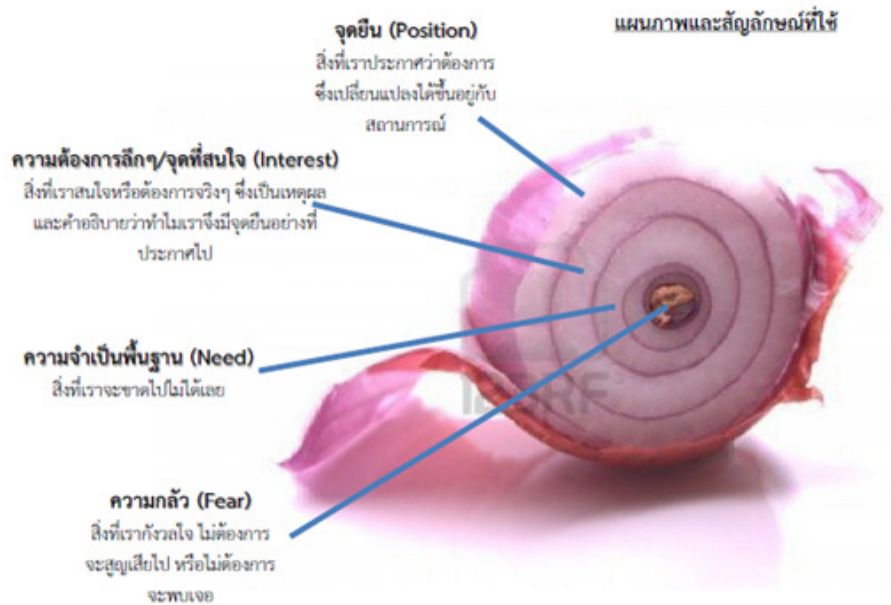 แผนภาพและสัญลักษณ์ที่ใช้
จุดยืน (Position)
สิ่งที่เราประกาศว่าต้องการ
ซึ่งเปลี่ยนแปลงได้ขึ้นอยู่กับ
สถานการณ์
ความต้องการลึกๆ/จุดที่สนใจ (Interest)
สิ่งที่เราสนใจหรือต้องการจริงๆ ซึ่งเป็นเหตุผล
และคำอธิบายว่าทำไมเราจึงมีจุดยืนอย่างที่
ประกาศไป
ความจำเป็นพื้นฐาน (Need)
สิ่งที่เราจะขาดไปไม่ได้เลย
ความกลัว (Fear)
สิ่งที่เรากังวลใจ ไม่ต้องการ
จะสูญเสียไป หรือไม่ต้องการ
จะพบเจอ